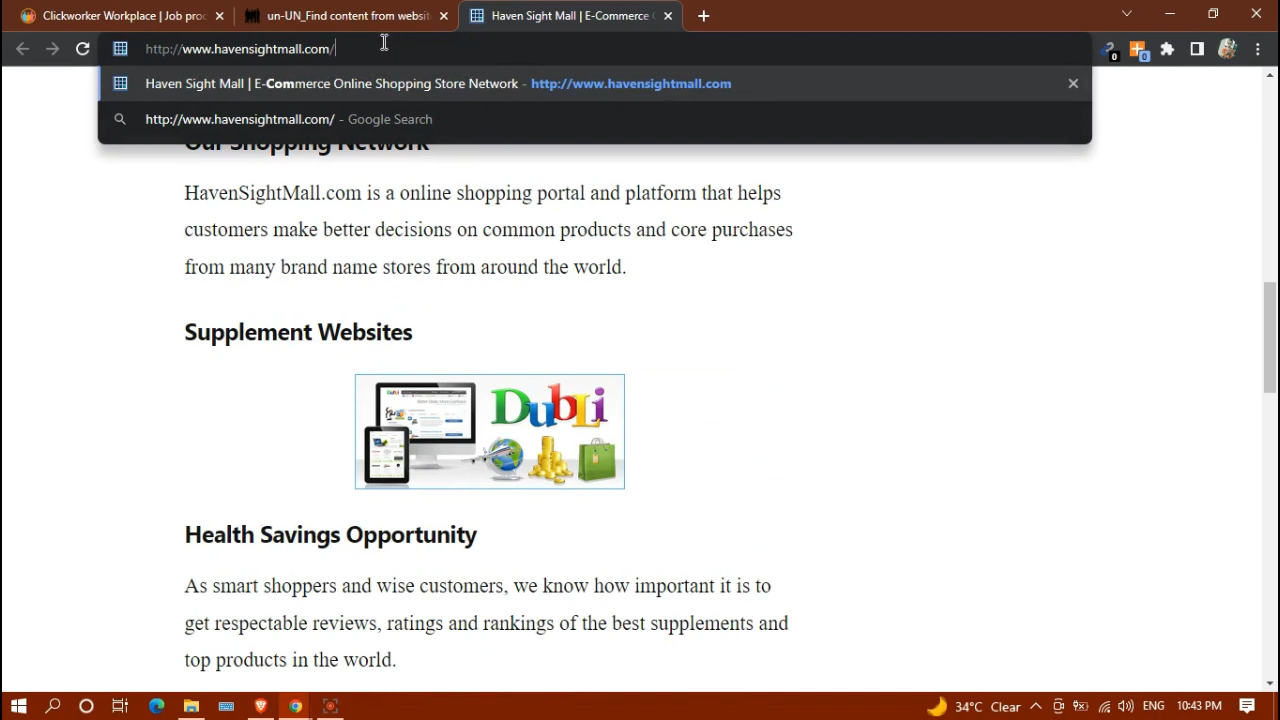 Clickworker Workplace | Job proc
un-UN_Find content from websit
Haven Sight Mall | E-Commerce
http://www.havensightmall.com/
0
0
Haven Sight Mall | E-Commerce Online Shopping Store Network - http://www.havensightmall.com
http://www.havensightmall.com/ - Google Search
Our Shopping Network
HavenSightMall.com is a online shopping portal and platform that helps
customers make better decisions on common products and core purchases
from many brand name stores from around the world.
Supplement Websites
DubLi
Health Savings Opportunity
As smart shoppers and wise customers, we know how important it is to
get respectable reviews, ratings and rankings of the best supplements and
top products in the world.
34°C Clear
ENG
10:43 PM